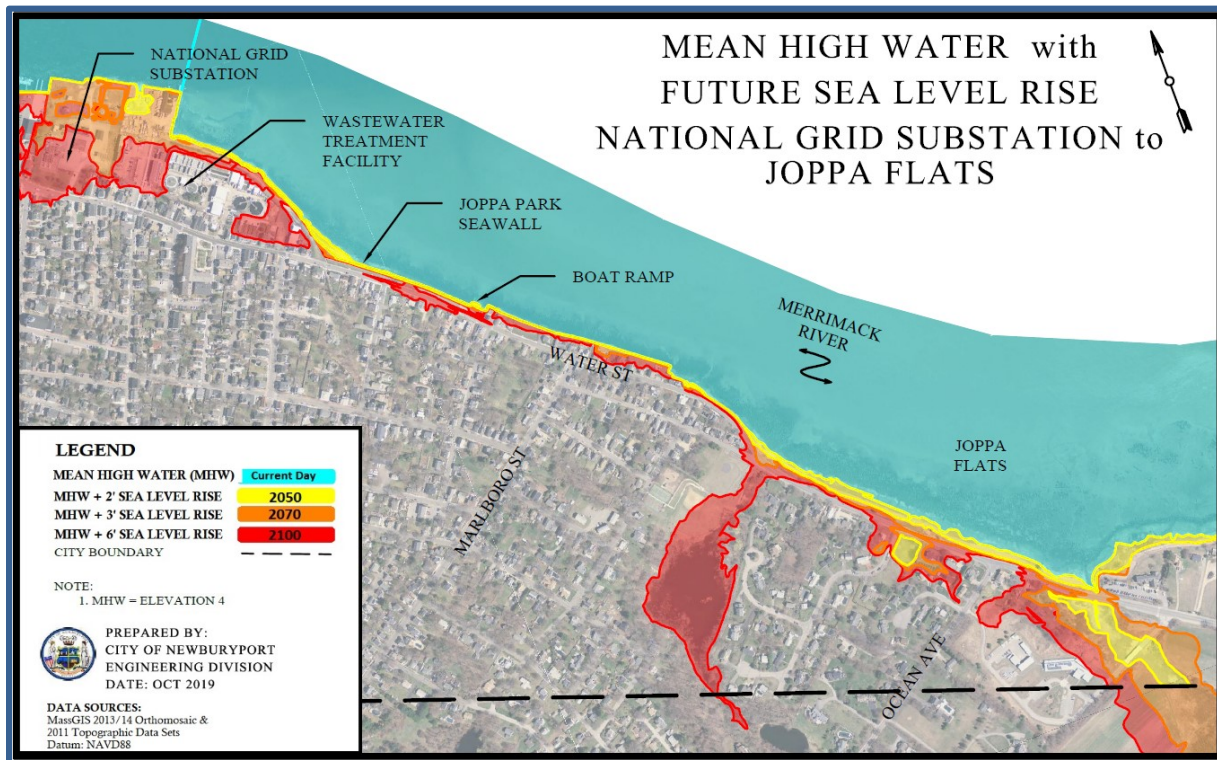 MEAN HIGH WATER with
FUTURE SEA LEVEL RISE
NATIONAL GRID SUBSTATION to
JOPPA FLATS
NATIONAL GRID
SUBSTATION
WASTEWATER
TREATMENT
FACILITY
JOPPA PARK
SEAWALL
BOAT RAMP
MERRIMACK
RIVER
WATER ST
JOPPA
FLATS
MARLBORO ST
OCEAN AVE
LEGEND
MEAN HIGH WATER (MHW) Current Day
MHW + 2' SEA LEVEL RISE 2050
MHW + 3' SEA LEVEL RISE 2070
MHW + 6' SEA LEVEL RISE 2100
CITY BOUNDARY
NOTE:
1. MHW = ELEVATION 4
PREPARED BY:
CITY OF NEWBURYPORT
ENGINEERING DIVISION
DATE: OCT 2019
DATA SOURCES:
MassGIS 2013/14 Orthomosaic &
2011 Topographic Data Sets
Datum: NAVD88